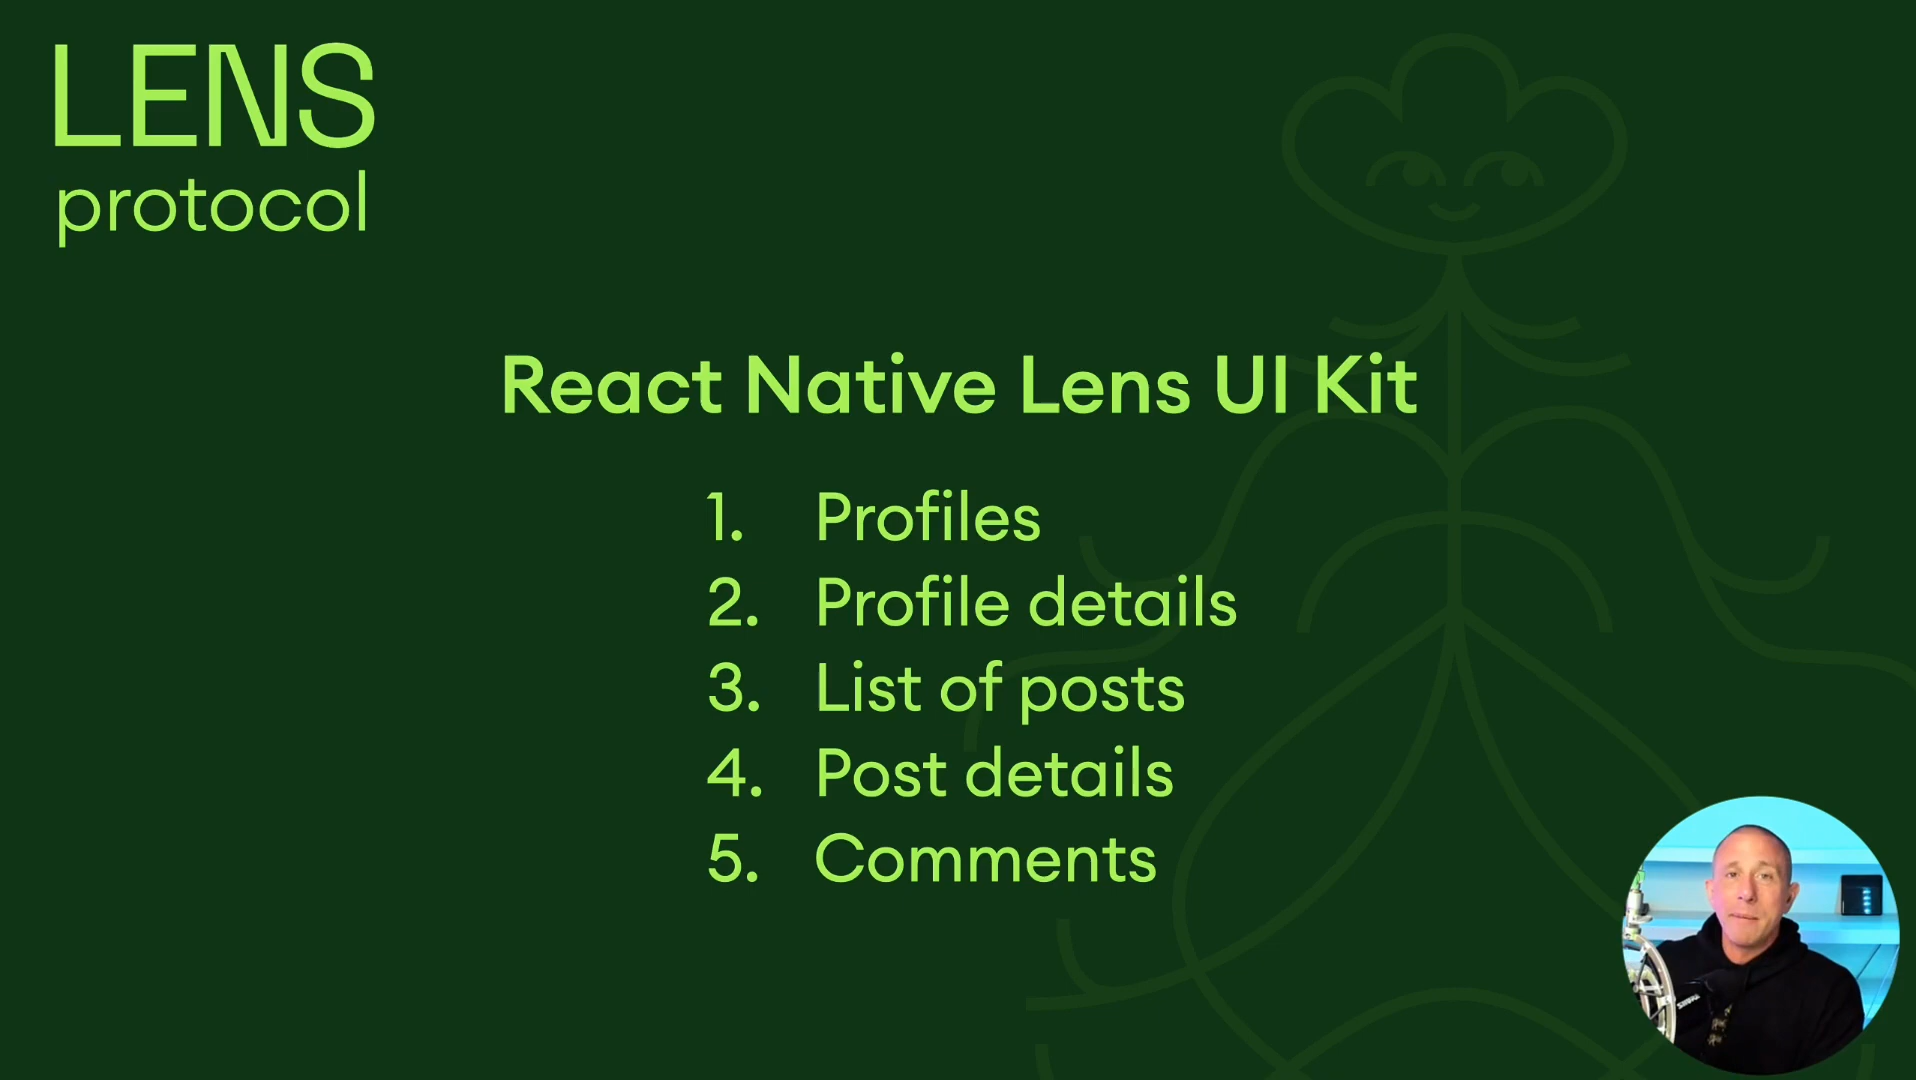 LENS
protocol
React Native Lens UI Kit
1. Profiles
2. Profile details
3. List of posts
4. Post details
5. Comments